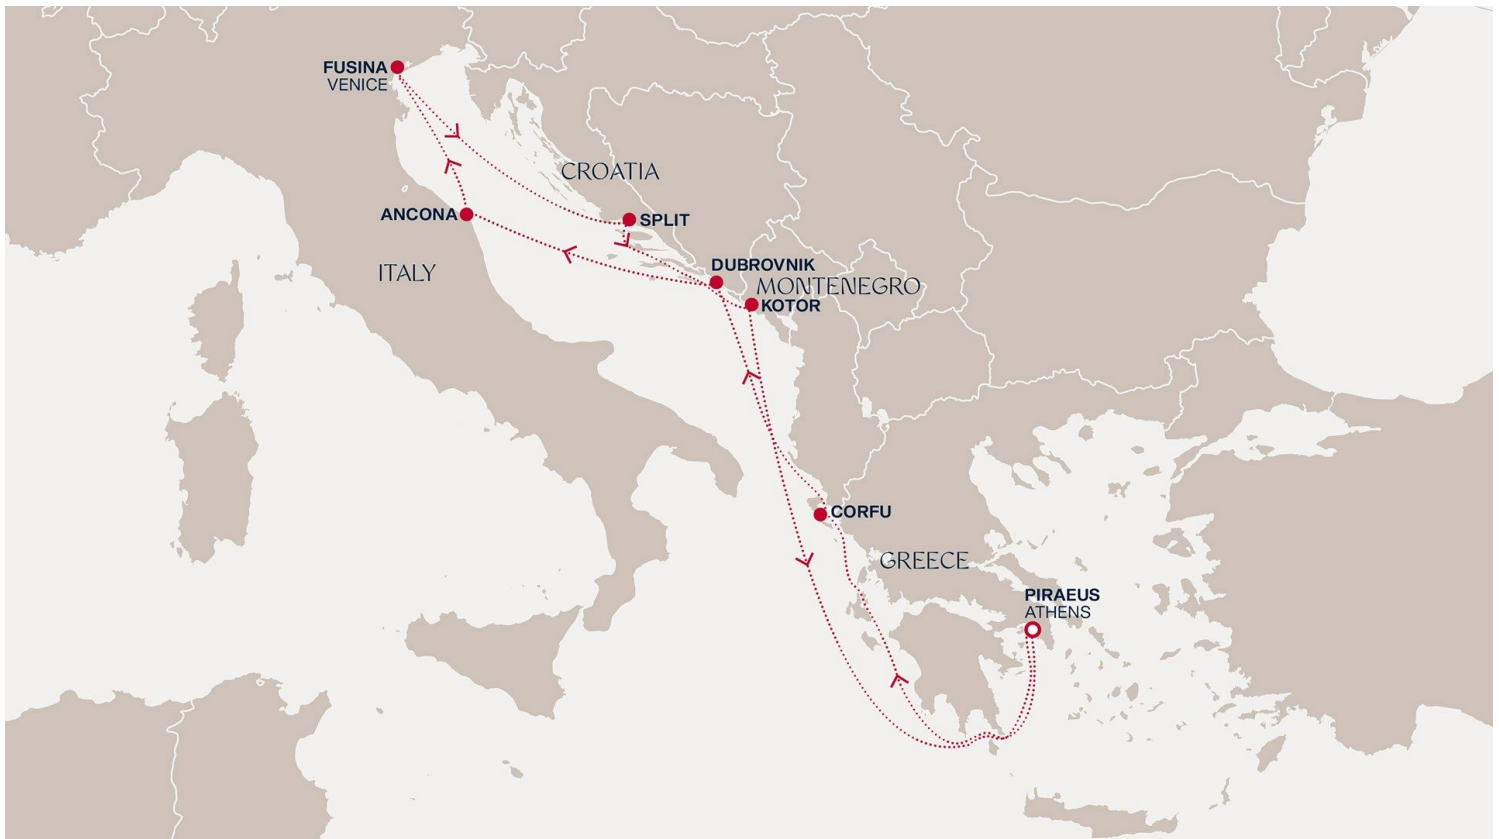 FUSINA
VENICE
CROATIA
ANCONA
SPLIT
ITALY
DUBROVNIK
MONTENEGRO
KOTOR
CORFU
GREECE
PIRAEUS
ATHENS